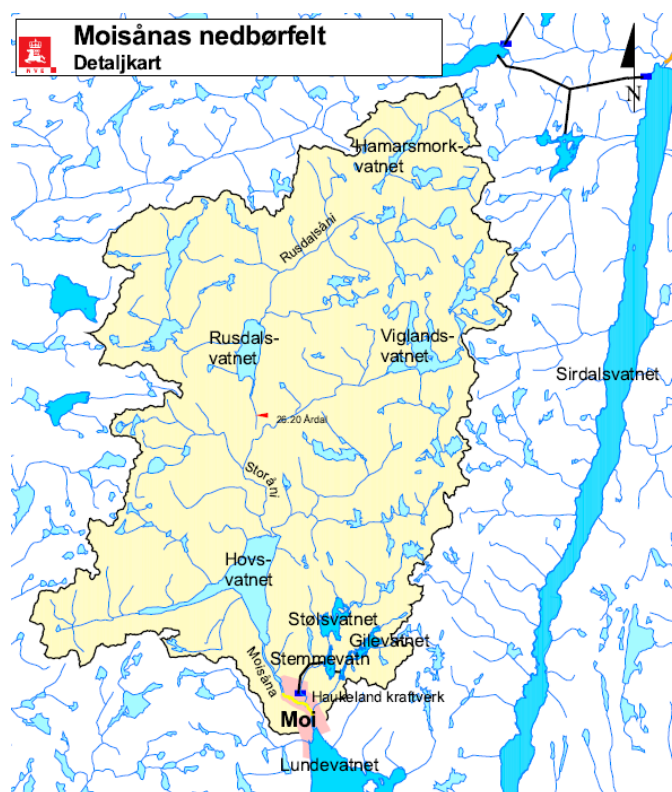 Moisånas nedbørfelt
Detaljkart
NVE
N
Hamarsmork-
vatnet
Rusdalsåni
Rusdals-
vatnet
Viglands-
vatnet
Sirdalsvatnet
26.20 Årdal
Storåni
Hovs-
vatnet
Stølsvatnet
Gilevatnet
Stemmevatn
Moisåna
Haukeland kraftverk
Moi
Lundevatnet